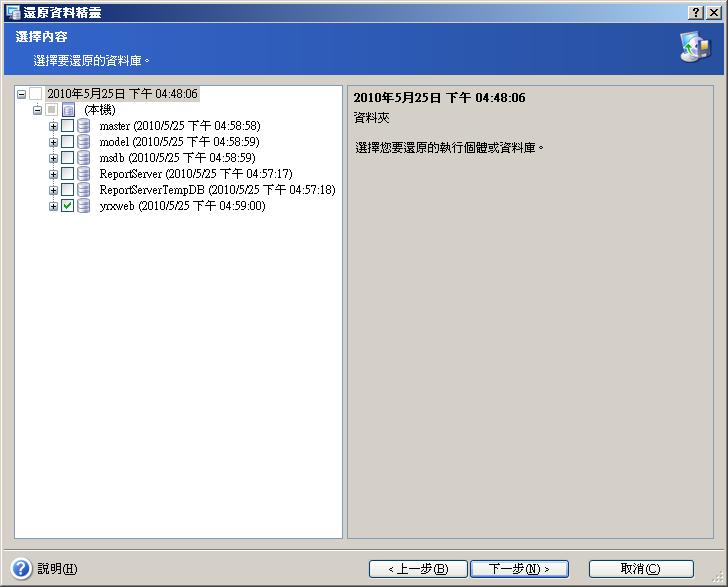 還原資料精靈
選擇內容
選擇要還原的資料庫。
2010年5月25日 下午 04:48:06
(本機)
master (2010/5/25 下午 04:58:58)
model (2010/5/25 下午 04:58:59)
msdb (2010/5/25 下午 04:58:59)
ReportServer (2010/5/25 下午 04:57:17)
ReportServerTempDB (2010/5/25 下午 04:57:18)
yrxweb (2010/5/25 下午 04:59:00)
2010年5月25日 下午 04:48:06
資料夾
選擇您要還原的執行個體或資料庫。
說明(H)
< 上一步(B)
下一步(N) >
取消(C)